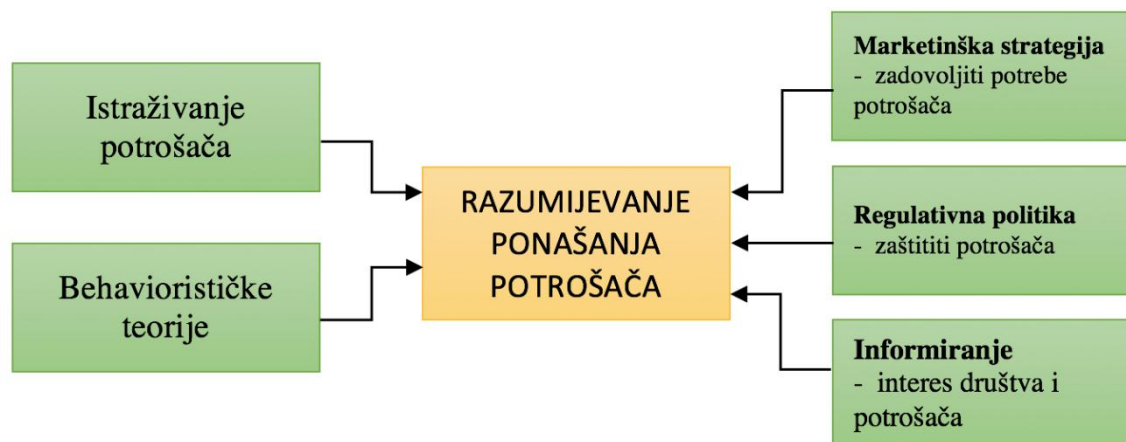 Istraživanje
potrošača
Behaviorističke
teorije
RAZUMIJEVANJE
PONAŠANJA
POTROŠAČA
Marketinška strategija
- zadovoljiti potrebe
potrošača
Regulativna politika
- zaštititi potrošača
Informiranje
- interes društva i
potrošača